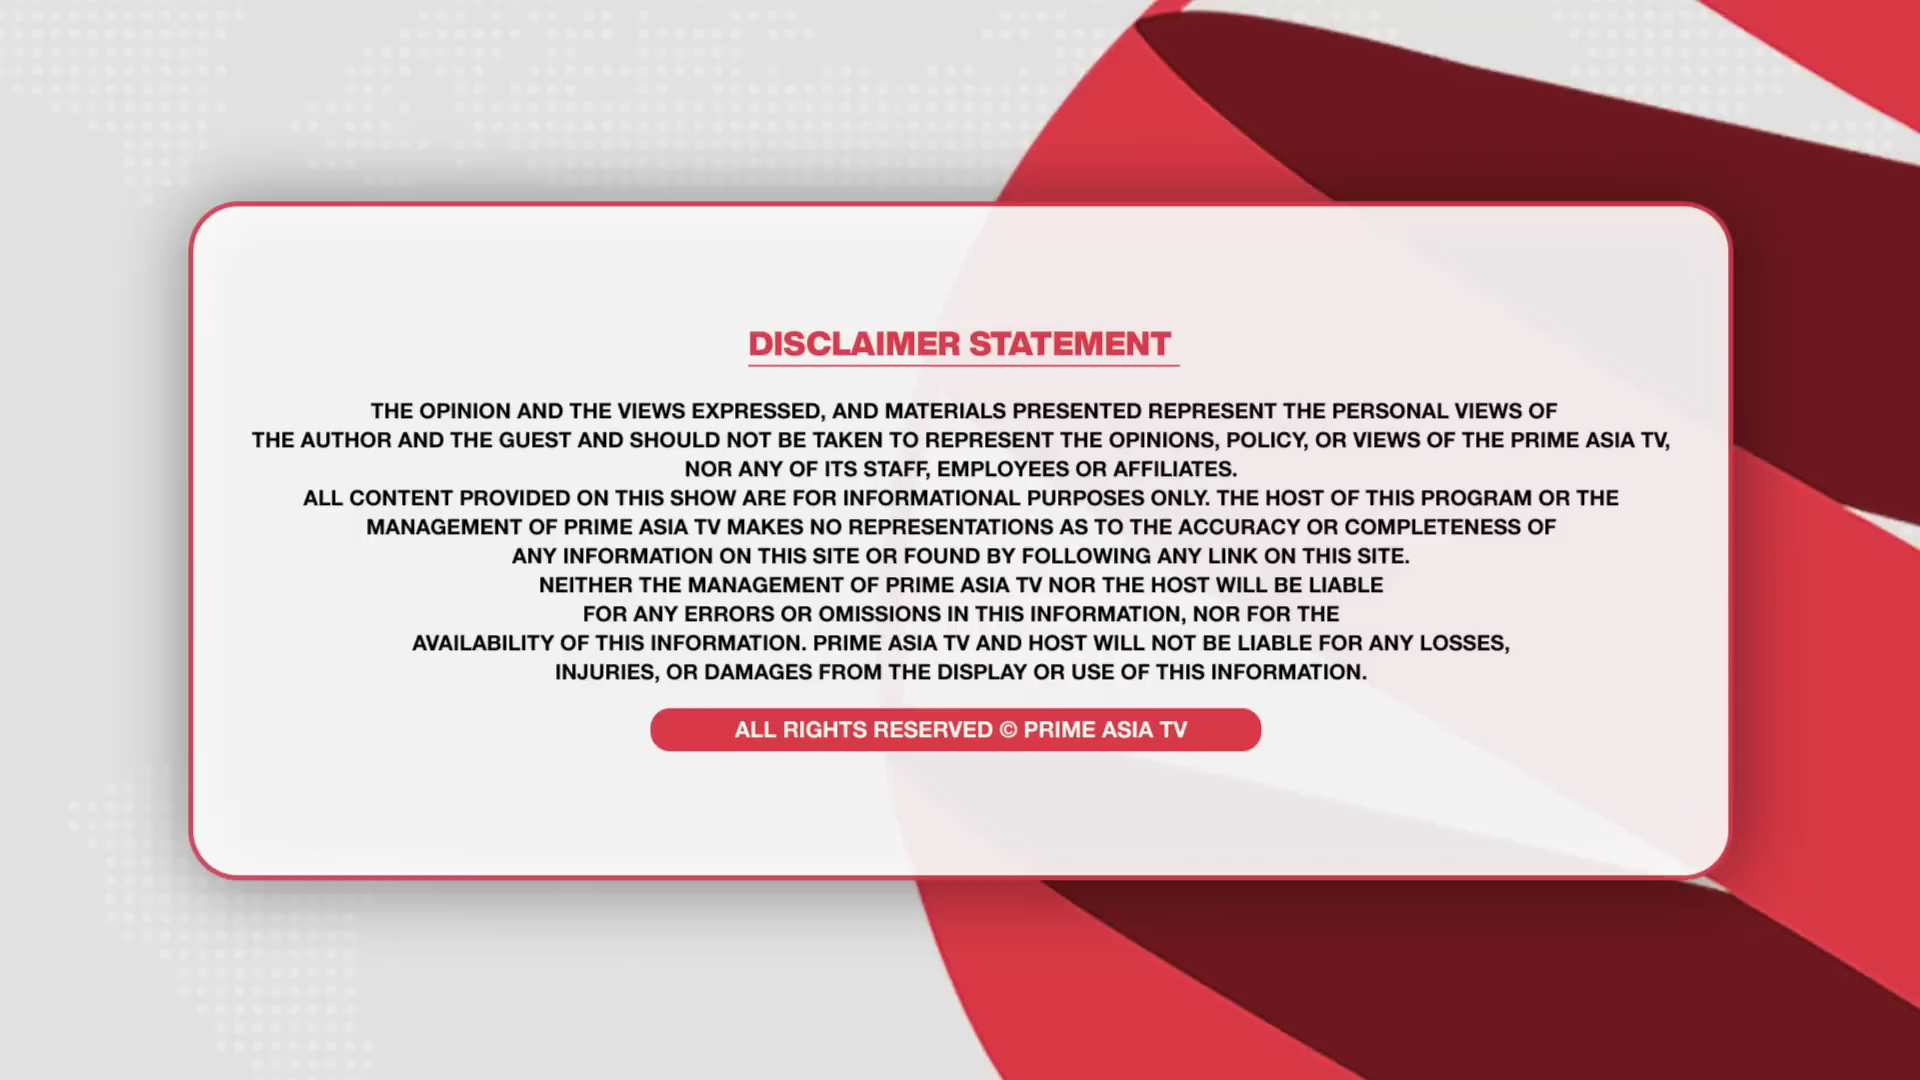 DISCLAIMER STATEMENT
THE OPINION AND THE VIEWS EXPRESSED, AND MATERIALS PRESENTED REPRESENT THE PERSONAL VIEWS OF
THE AUTHOR AND THE GUEST AND SHOULD NOT BE TAKEN TO REPRESENT THE OPINIONS, POLICY, OR VIEWS OF THE PRIME ASIA TV,
NOR ANY OF ITS STAFF, EMPLOYEES OR AFFILIATES.
ALL CONTENT PROVIDED ON THIS SHOW ARE FOR INFORMATIONAL PURPOSES ONLY. THE HOST OF THIS PROGRAM OR THE
MANAGEMENT OF PRIME ASIA TV MAKES NO REPRESENTATIONS AS TO THE ACCURACY OR COMPLETENESS OF
ANY INFORMATION ON THIS SITE OR FOUND BY FOLLOWING ANY LINK ON THIS SITE.
NEITHER THE MANAGEMENT OF PRIME ASIA TV NOR THE HOST WILL BE LIABLE
FOR ANY ERRORS OR OMISSIONS IN THIS INFORMATION, NOR FOR THE
AVAILABILITY OF THIS INFORMATION. PRIME ASIA TV AND HOST WILL NOT BE LIABLE FOR ANY LOSSES,
INJURIES, OR DAMAGES FROM THE DISPLAY OR USE OF THIS INFORMATION.
ALL RIGHTS RESERVED © PRIME ASIA TV